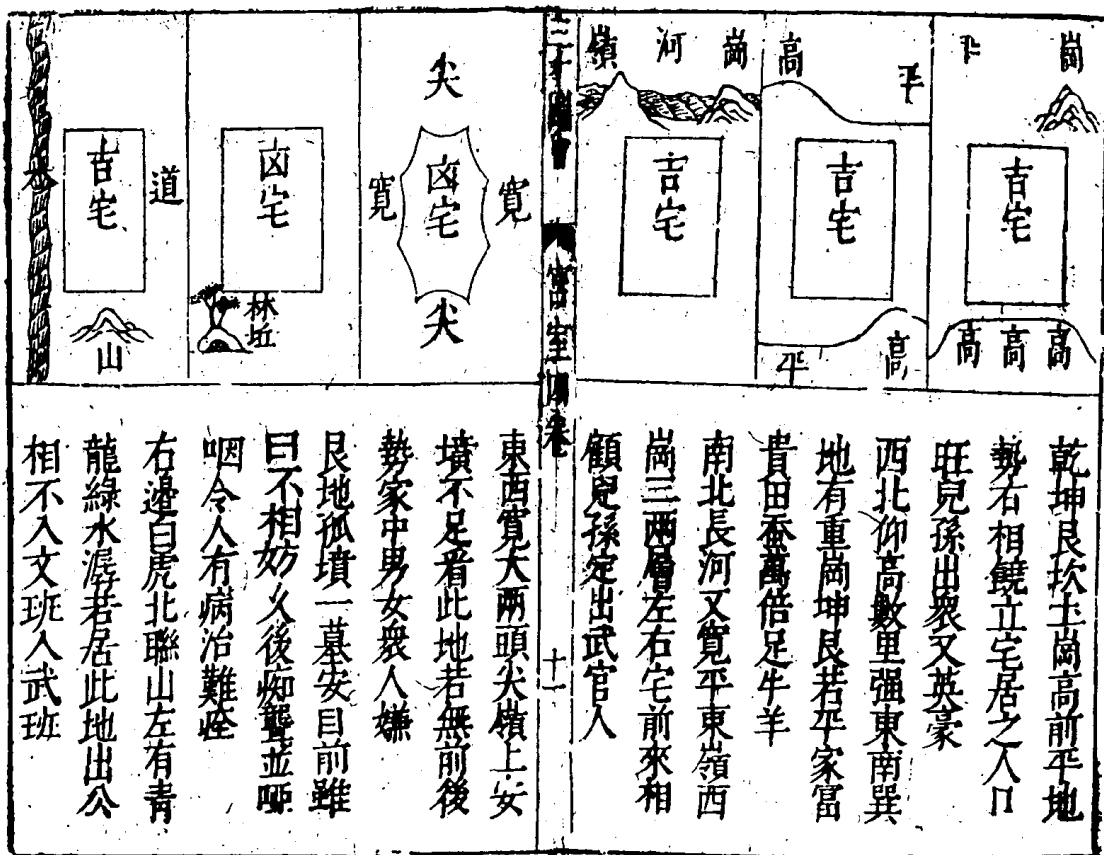 崗
平
吉宅
高高高
平
高
吉宅
高
平
崗
河
嶺
吉宅
乾坤艮坎土崗高前平地
勢石相饒立宅居之人口
旺兒孫出衆又英豪
西北仰高數里强東南巽
地有重崗坤艮若平家富
貴田蚕萬倍足牛羊
南北長河又寬平東嶺西
崗三兩層左右宅前來相
顧兒孫定出武官人
三才圖會
宮室四卷
十一
尖
寬
凶宅
寬
尖
凶宅
林坵
道
吉宅
水
山
東西寬大兩頭尖嶺上安
墳不足看此地若無前後
勢家中男女衆人嫌
艮地孤墳一墓安目前雖
曰不相妨久後痴聾並啞
咽令人有病治難痊
右邊白虎北聯山左有青
龍綠水潺若居此地出公
相不入文班入武班